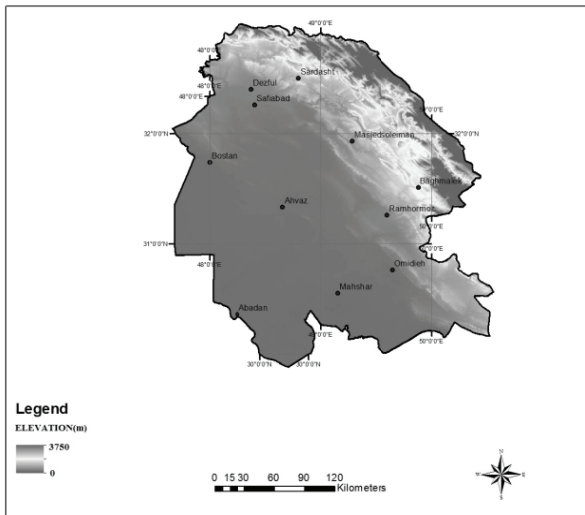 49°0'0"E
48°0'0"E
Sardasht
48°0'0"E
Dezful
48°0'0"N
Safiabad
32°0'0"N
32°0'0"N
Masjedsoleiman
Bostan
Baghmalek
Ahvaz
Ramhormoz
31°0'0"N
Omidieh
48°0'0"E
Mahshar
Abadan
49°0'0"E
50°0'0"E
30°0'0"N
30°0'0"N
Legend
ELEVATION(m)
3750
0
N
W
E
S
0 15 30 60 90 120
Kilometers